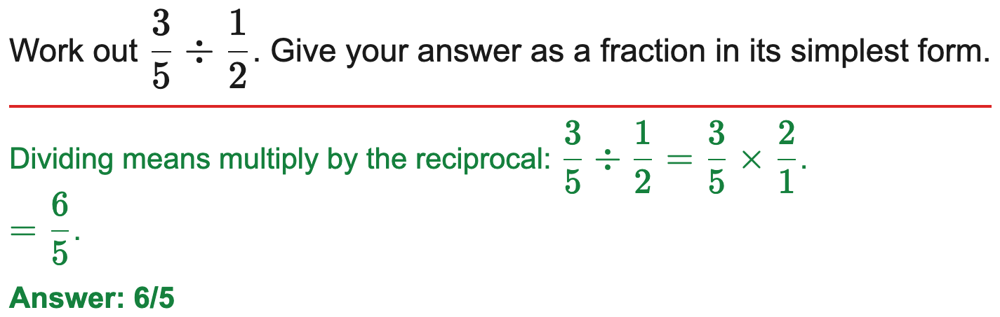 Work out 3/5 ÷ 1/2. Give your answer as a fraction in its simplest form.
Dividing means multiply by the reciprocal: 3/5 ÷ 1/2 = 3/5 × 2/1.
= 6/5.
Answer: 6/5